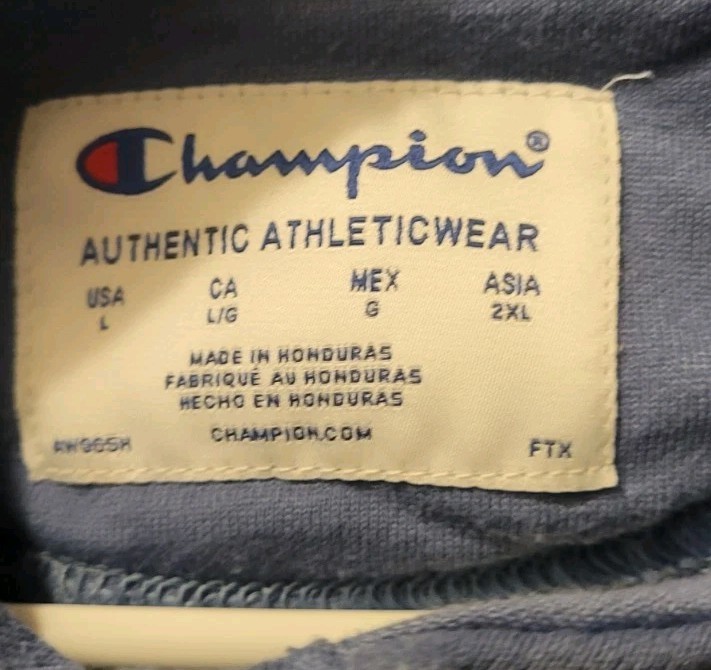 Champion®
AUTHENTIC ATHLETICWEAR
USA CA MEX ASIA
L L/G G 2XL
MADE IN HONDURAS
FABRIQUÉ AU HONDURAS
HECHO EN HONDURAS
CHAMPION.COM
FTX